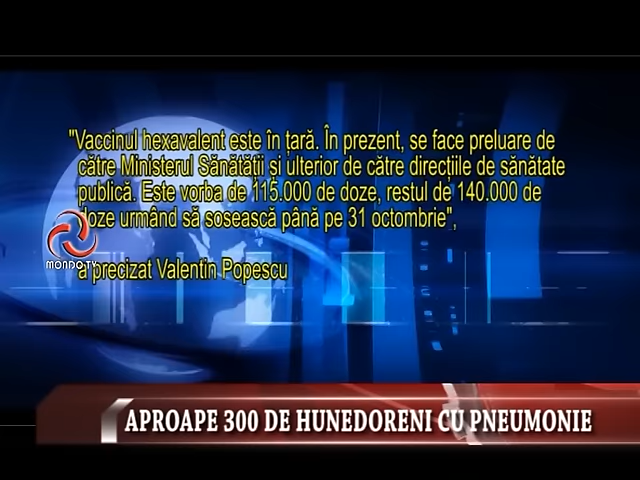 "Vaccinul hexavalent este în țară. În prezent, se face preluare de
către Ministerul Sănătății și ulterior de către direcțiile de sănătate
publică. Este vorba de 115.000 de doze, restul de 140.000 de
doze urmând să sosească până pe 31 octombrie",
MONDO TV
a precizat Valentin Popescu
APROAPE 300 DE HUNEDORENI CU PNEUMONIE